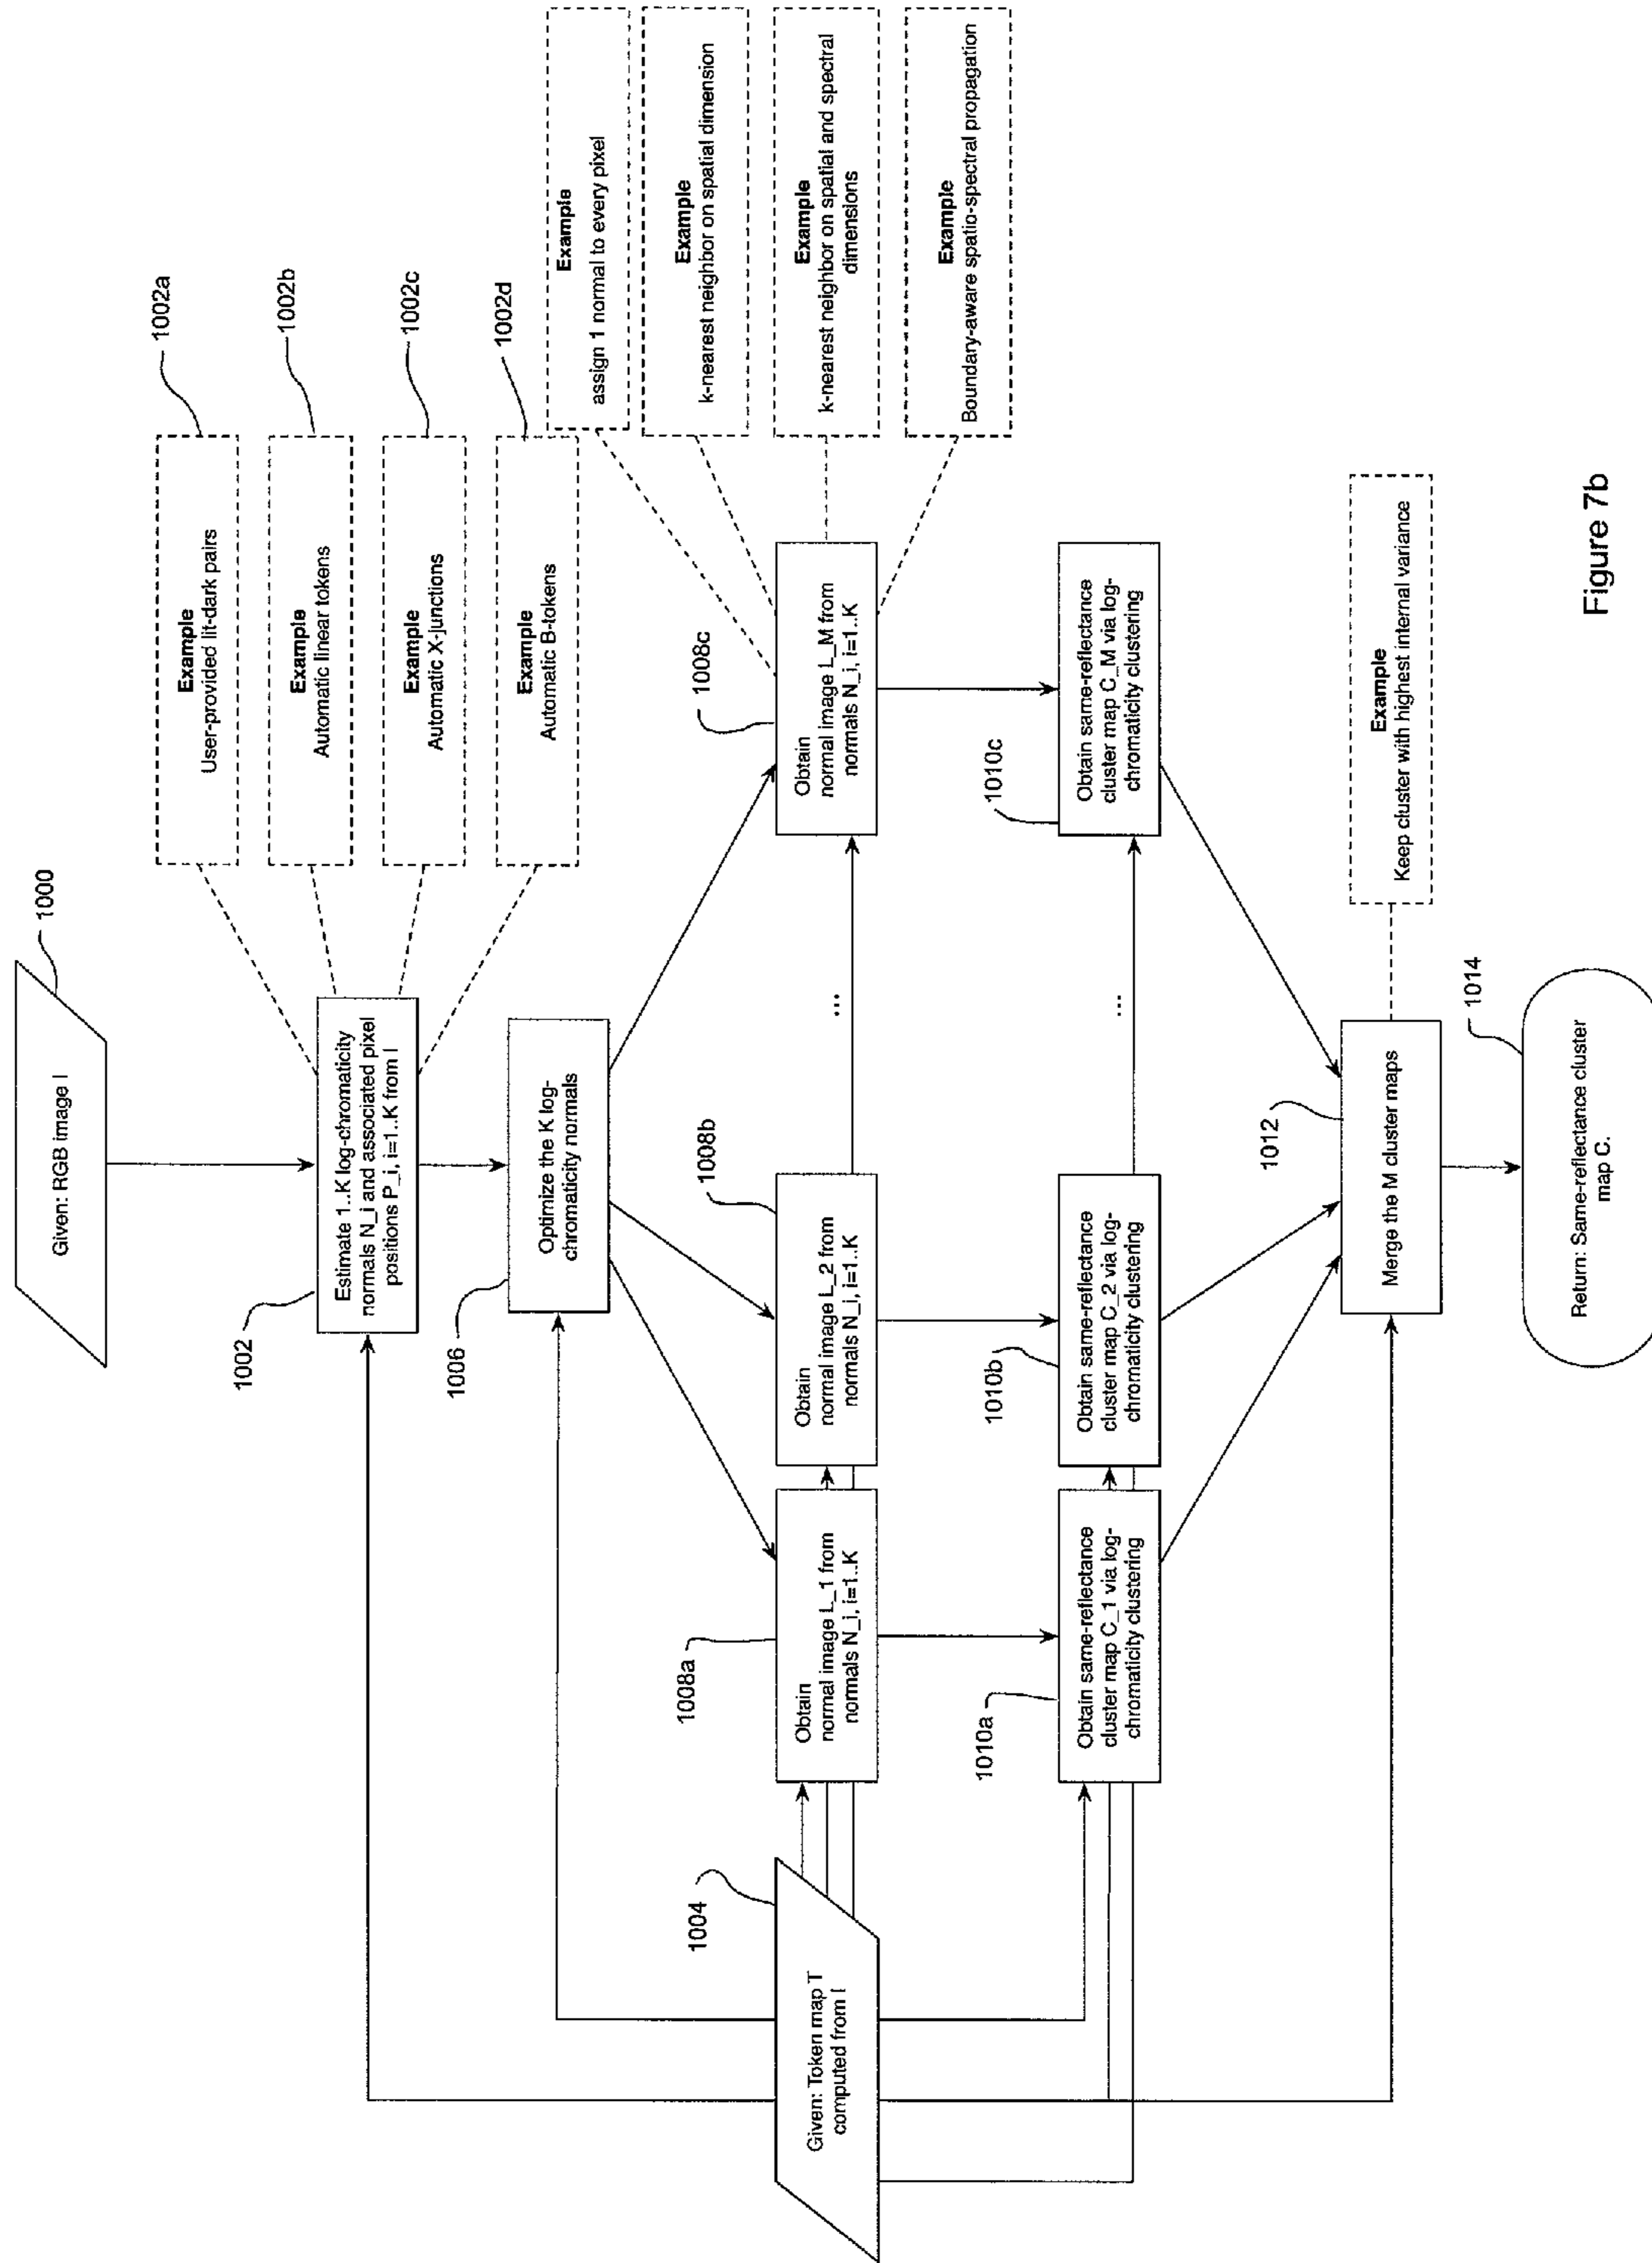 1000
Given: RGB image I
Example
User-provided lit-dark pairs
1002a
Example
Automatic linear tokens
1002b
Example
Automatic X-junctions
1002c
Example
Automatic B-tokens
1002d
1002
Estimate 1..K log-chromaticity
normals N_i and associated pixel
positions P_i, i=1..K from I
1006
Optimize the K log-
chromaticity normals
Example
assign 1 normal to every pixel
Example
k-nearest neighbor on spatial dimension
Example
k-nearest neighbor on spatial and spectral
dimensions
Example
Boundary-aware spatio-spectral propagation
1004
Given: Token map T
computed from I
1008a
Obtain
normal image L_1 from
normals N_i, i=1..K
1008b
Obtain
normal image L_2 from
normals N_i, i=1..K
...
1008c
Obtain
normal image L_M from
normals N_i, i=1..K
1010a
Obtain same-reflectance
cluster map C_1 via log-
chromaticity clustering
1010b
Obtain same-reflectance
cluster map C_2 via log-
chromaticity clustering
...
1010c
Obtain same-reflectance
cluster map C_M via log-
chromaticity clustering
1012
Merge the M cluster maps
Example
Keep cluster with highest internal variance
1014
Return: Same-reflectance cluster
map C.
Figure 7b